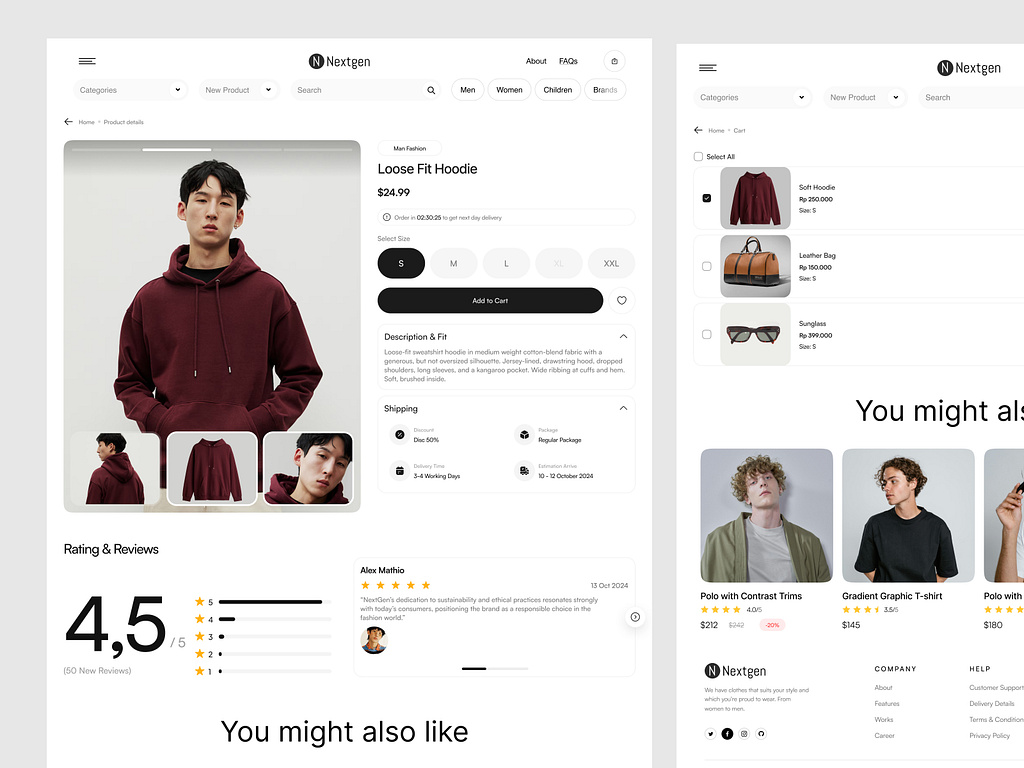 Nextgen
About
FAQs
Categories
New Product
Search
Men
Women
Children
Brands
Home
Product details
Man Fashion
Loose Fit Hoodie
$24.99
Order in 02:30:25 to get next day delivery
Select Size
S
M
L
XL
XXL
Add to Cart
Description & Fit
Loose-fit sweatshirt hoodie in medium weight cotton-blend fabric with a
generous, but not oversized silhouette. Jersey-lined, drawstring hood, dropped
shoulders, long sleeves, and a kangaroo pocket. Wide ribbing at cuffs and hem.
Soft, brushed inside.
Shipping
Discount
Disc 50%
Package
Regular Package
Delivery Time
3-4 Working Days
Estimation Arrive
10 - 12 October 2024
Rating & Reviews
4,5 / 5
(50 New Reviews)
5
4
3
2
1
Alex Mathio
13 Oct 2024
"NextGen's dedication to sustainability and ethical practices resonates strongly
with today's consumers, positioning the brand as a responsible choice in the
fashion world."
You might also like
Nextgen
Categories
New Product
Search
Home
Cart
Select All
Soft Hoodie
Rp 250.000
Size: S
Leather Bag
Rp 150.000
Size: S
Sunglass
Rp 399.000
Size: S
You might als
Polo with Contrast Trims
4.0/5
$212 $242 -20%
Gradient Graphic T-shirt
3.5/5
$145
Polo with
$180
Nextgen
We have clothes that suits your style and
which you're proud to wear. From
women to men.
COMPANY
About
Features
Works
Career
HELP
Customer Support
Delivery Details
Terms & Condition
Privacy Policy